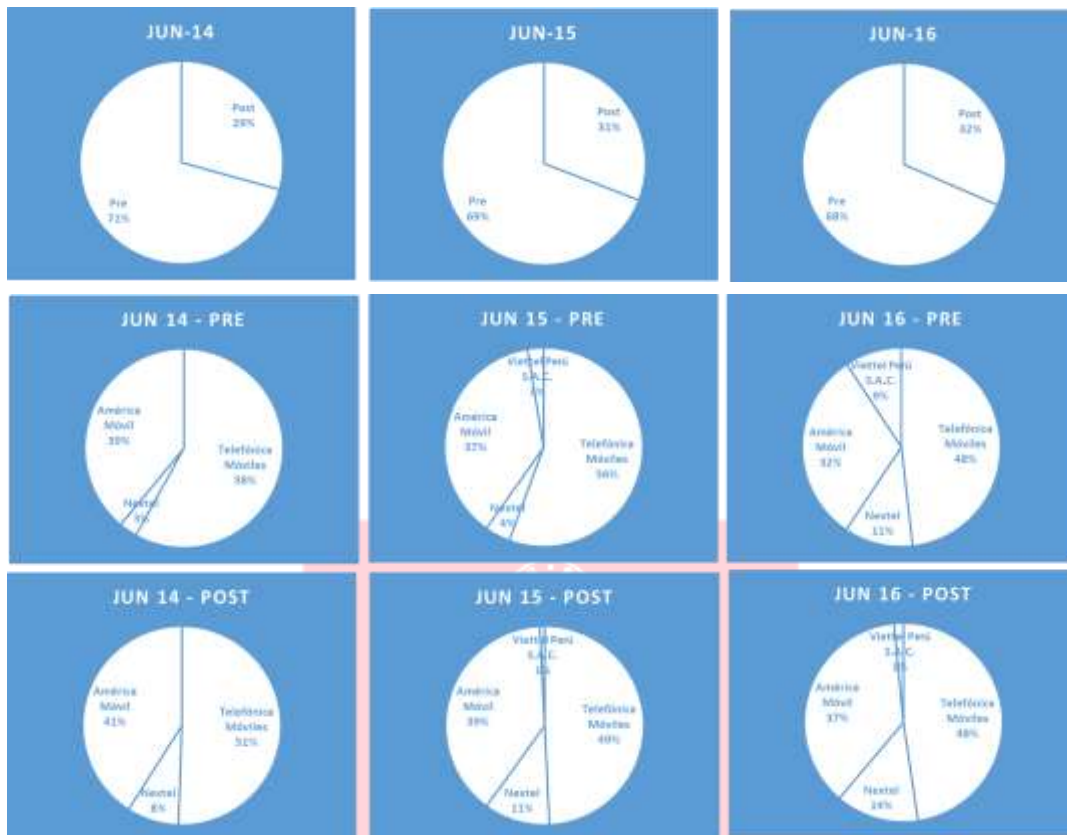 JUN-14
Post
29%
Pre
71%
JUN-15
Post
31%
Pre
69%
JUN-16
Post
32%
Pre
68%
JUN 14 - PRE
América
Móvil
39%
Telefónica
Móviles
58%
Nextel
3%
JUN 15 - PRE
Viettel Perú
S.A.C.
América
Móvil
37%
Telefónica
Móviles
56%
Nextel
4%
JUN 16 - PRE
Viettel Perú
S.A.C.
9%
América
Móvil
32%
Telefónica
Móviles
48%
Nextel
11%
JUN 14 - POST
América
Móvil
41%
Telefónica
Móviles
51%
Nextel
8%
JUN 15 - POST
Viettel Perú
S.A.C.
1%
América
Móvil
39%
Telefónica
Móviles
49%
Nextel
11%
JUN 16 - POST
Viettel Perú
S.A.C.
América
Móvil
37%
Telefónica
Móviles
48%
Nextel
14%